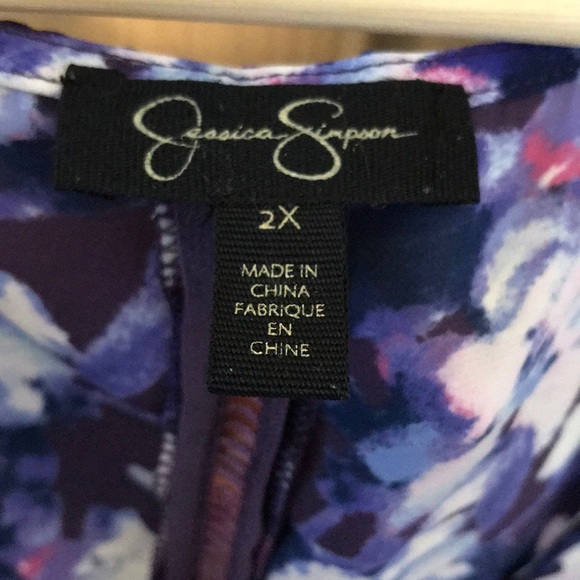 Jessica Simpson
2X
MADE IN
CHINA
FABRIQUE
EN
CHINE